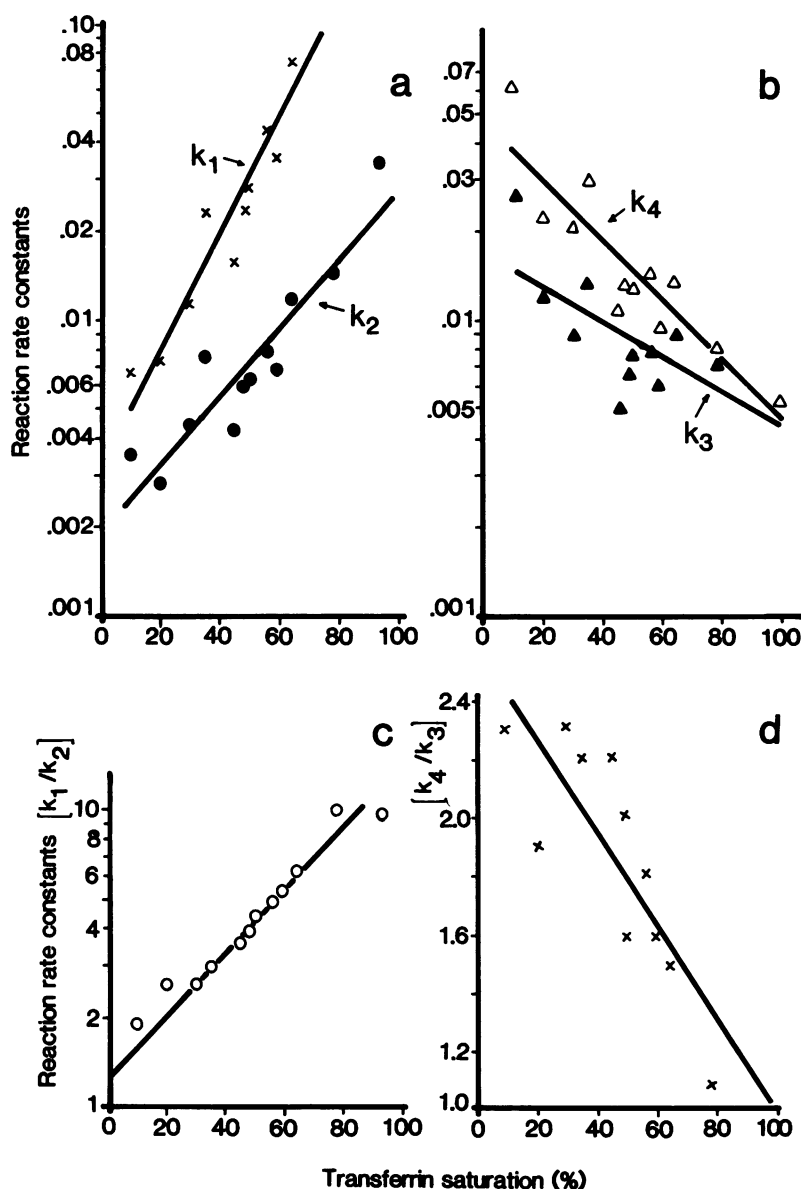 a
Reaction rate constants
.10
.08
.04
.02
.01
.006
.004
.002
.001
k1
k2
0 20 40 60 80 100
b
.07
.05
.03
.01
.005
.001
k4
k3
0 20 40 60 80 100
c
Reaction rate constants [k1/k2]
10
8
6
4
2
1
0 20 40 60 80 100
d
[k4/k3]
2.4
2.0
1.6
1.2
1.0
0 20 40 60 80 100
Transferrin saturation (%)